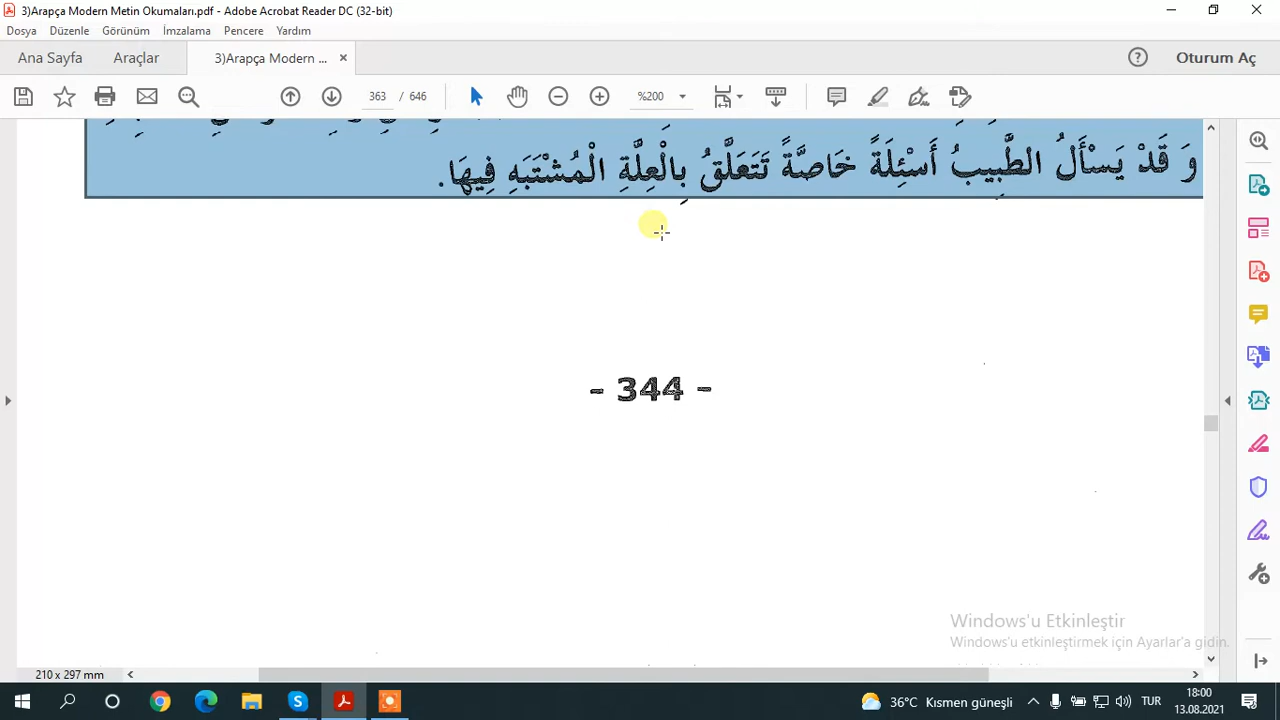 3)Arapça Modern Metin Okumaları.pdf - Adobe Acrobat Reader DC (32-bit)
Dosya Düzenle Görünüm İmzalama Pencere Yardım
Ana Sayfa Araçlar 3)Arapça Modern ... × ? Oturum Aç
363 / 646 %200
وَ قَدْ يَسْأَلُ الطَّبِيبُ أَسْئِلَةً خَاصَّةً تَتَعَلَّقُ بِالْعِلَّةِ الْمُشْتَبَهِ فِيهَا.
- 344 -
Windows'u Etkinleştir
Windows'u etkinleştirmek için Ayarlar'a gidin.
210 x 297 mm
36°C Kısmen güneşli TUR 18:00
13.08.2021